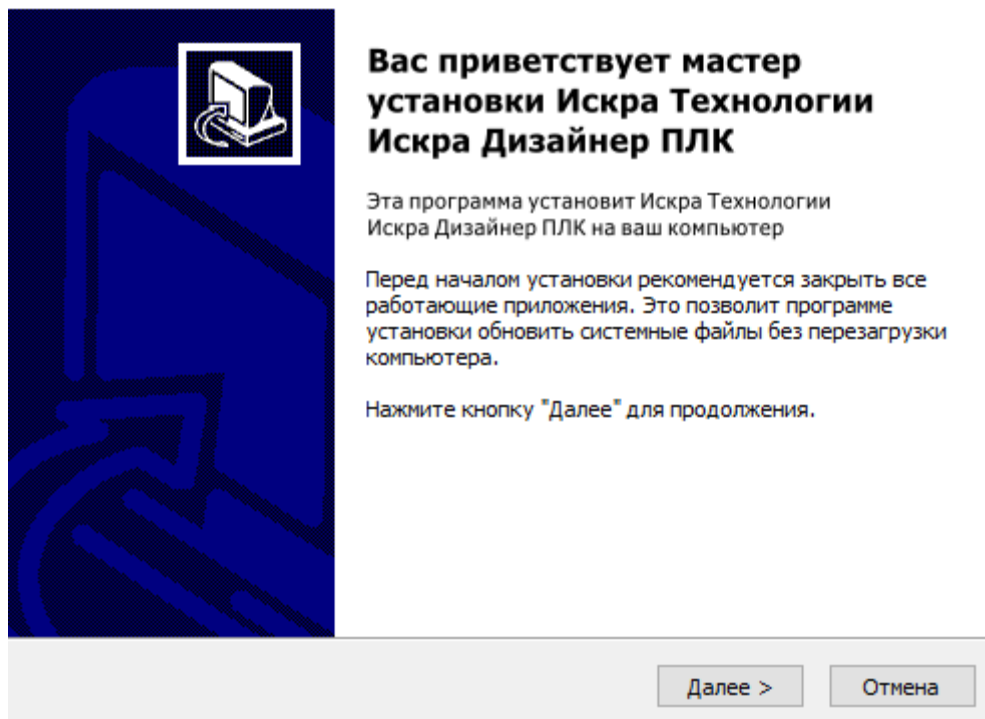 Вас приветствует мастер
установки Искра Технологии
Искра Дизайнер ПЛК
Эта программа установит Искра Технологии
Искра Дизайнер ПЛК на ваш компьютер
Перед началом установки рекомендуется закрыть все
работающие приложения. Это позволит программе
установки обновить системные файлы без перезагрузки
компьютера.
Нажмите кнопку "Далее" для продолжения.
Далее >
Отмена